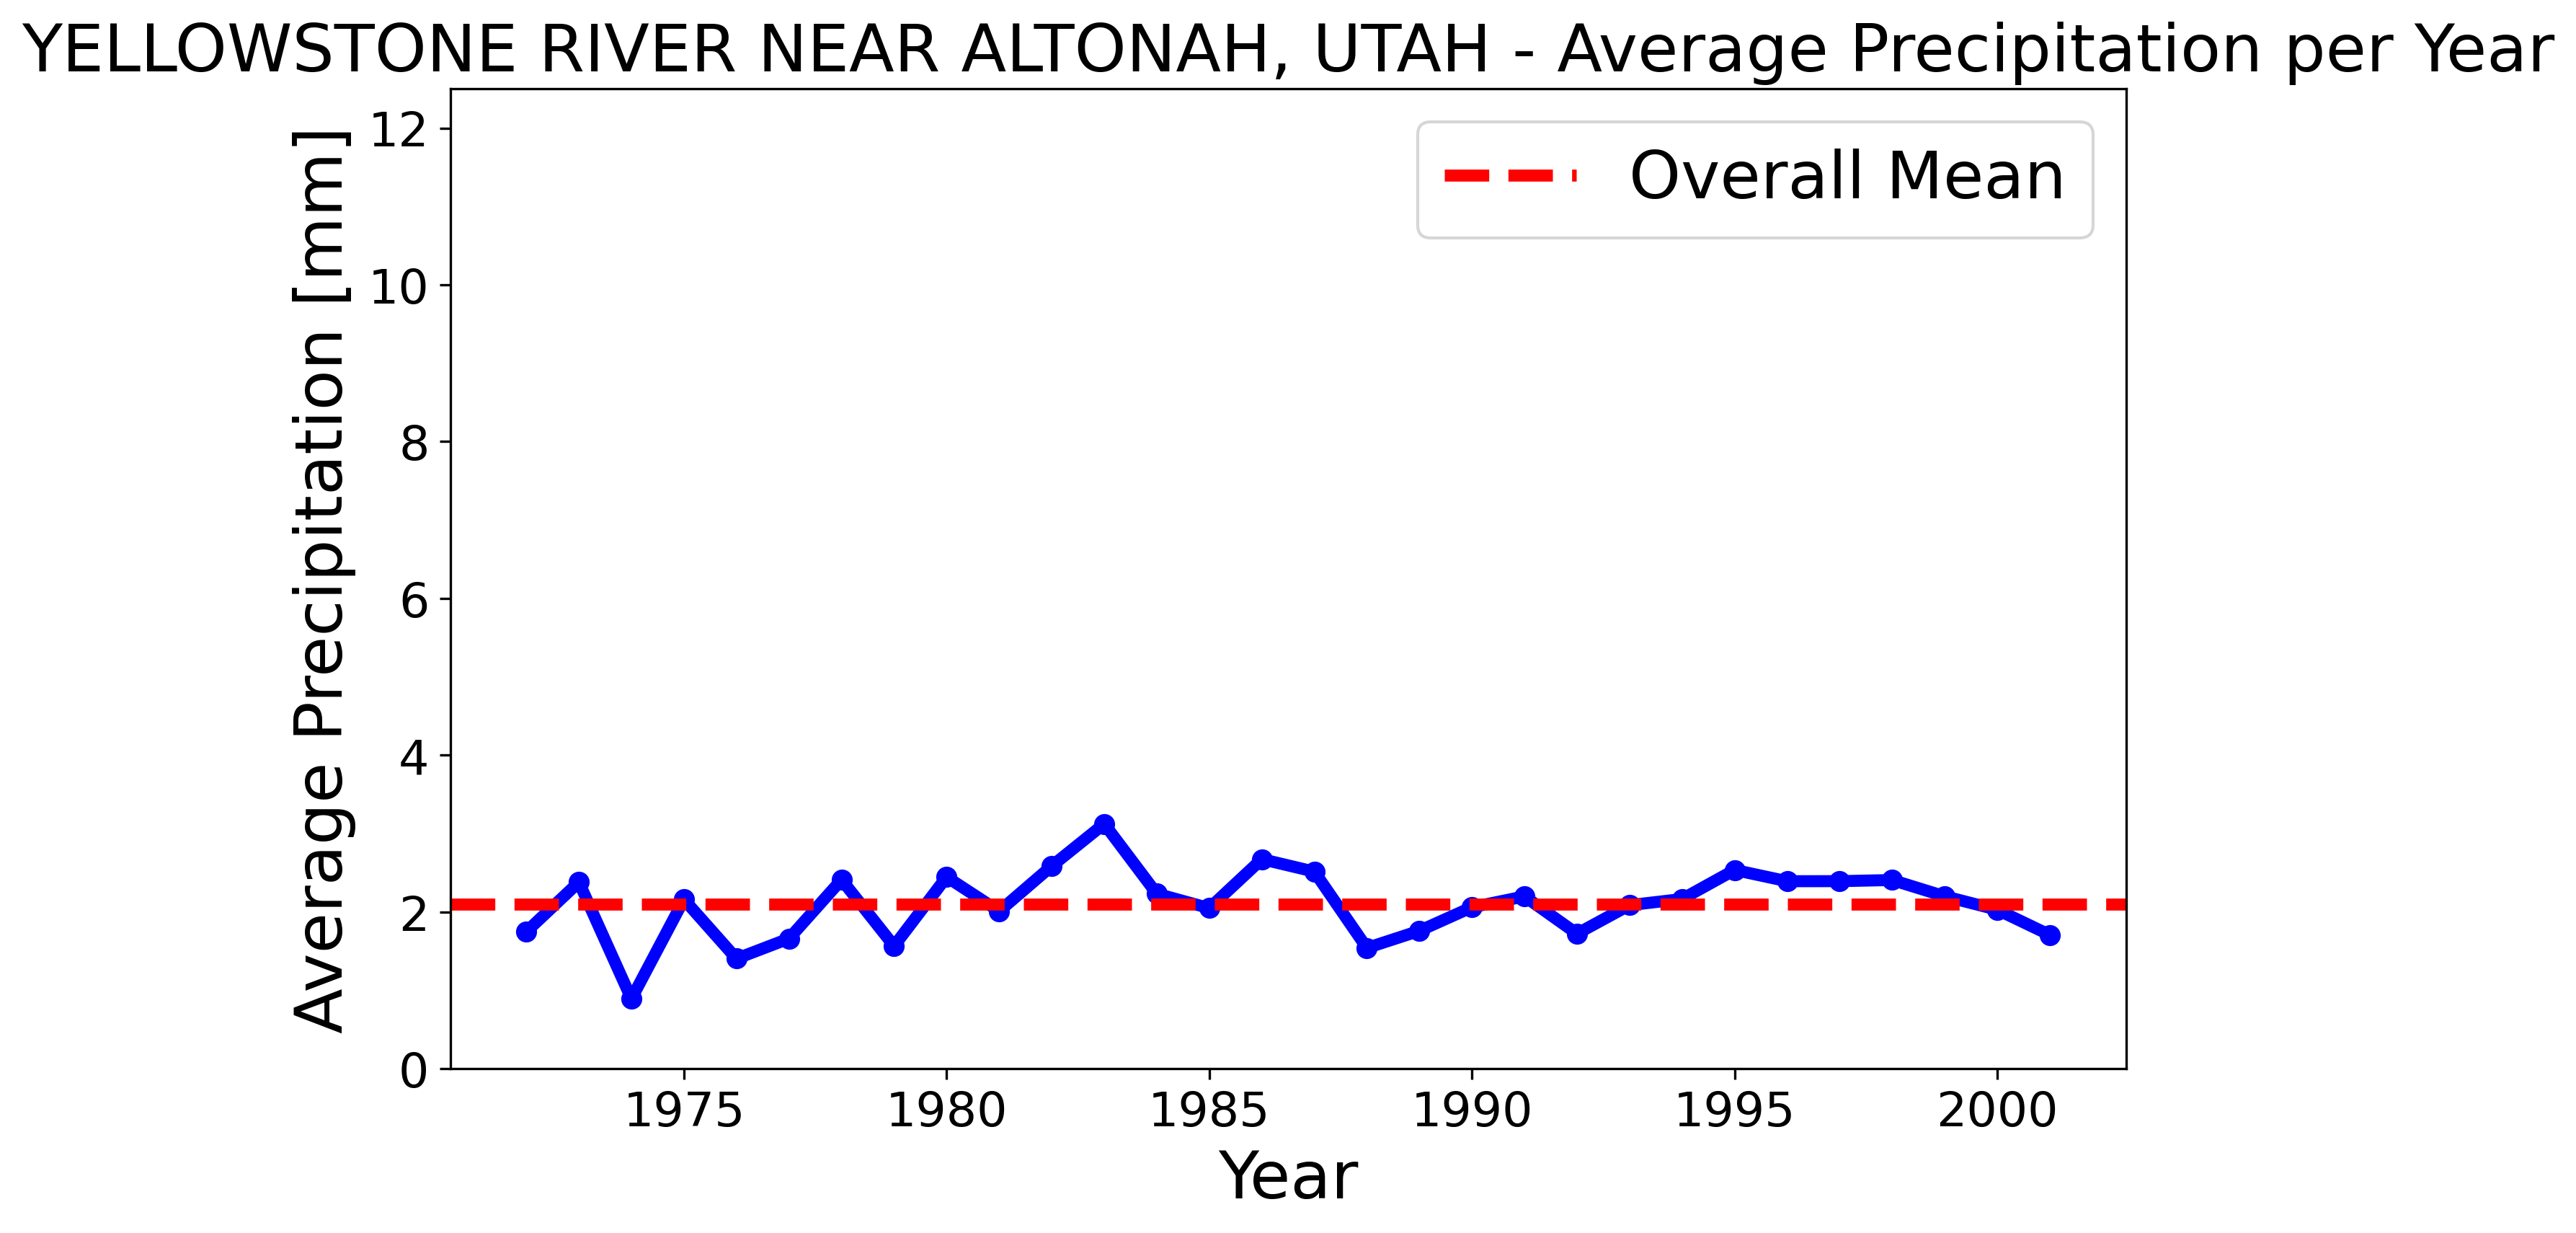 YELLOWSTONE RIVER NEAR ALTONAH, UTAH - Average Precipitation per Year
Overall Mean
Average Precipitation [mm]
12
10
8
6
4
2
0
1975 1980 1985 1990 1995 2000
Year